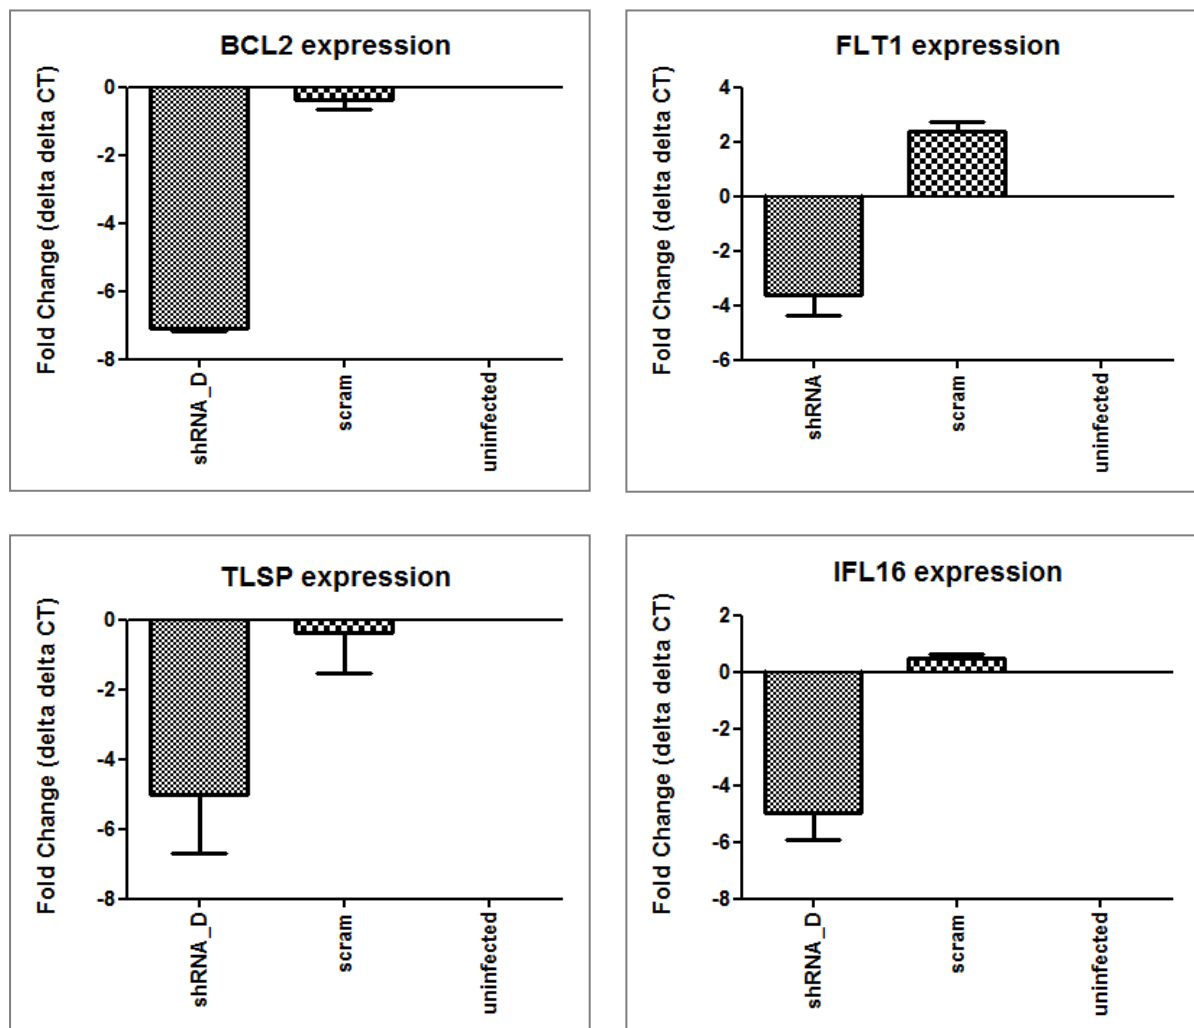 BCL2 expression
Fold Change (delta delta CT)
0
-2
-4
-6
-8
shRNA_D
scram
uninfected
FLT1 expression
Fold Change (delta delta CT)
4
2
0
-2
-4
-6
shRNA
scram
uninfected
TLSP expression
Fold Change (delta delta CT)
0
-2
-4
-6
-8
shRNA_D
scram
uninfected
IFL16 expression
Fold Change (delta delta CT)
2
0
-2
-4
-6
-8
shRNA_D
scram
uninfected